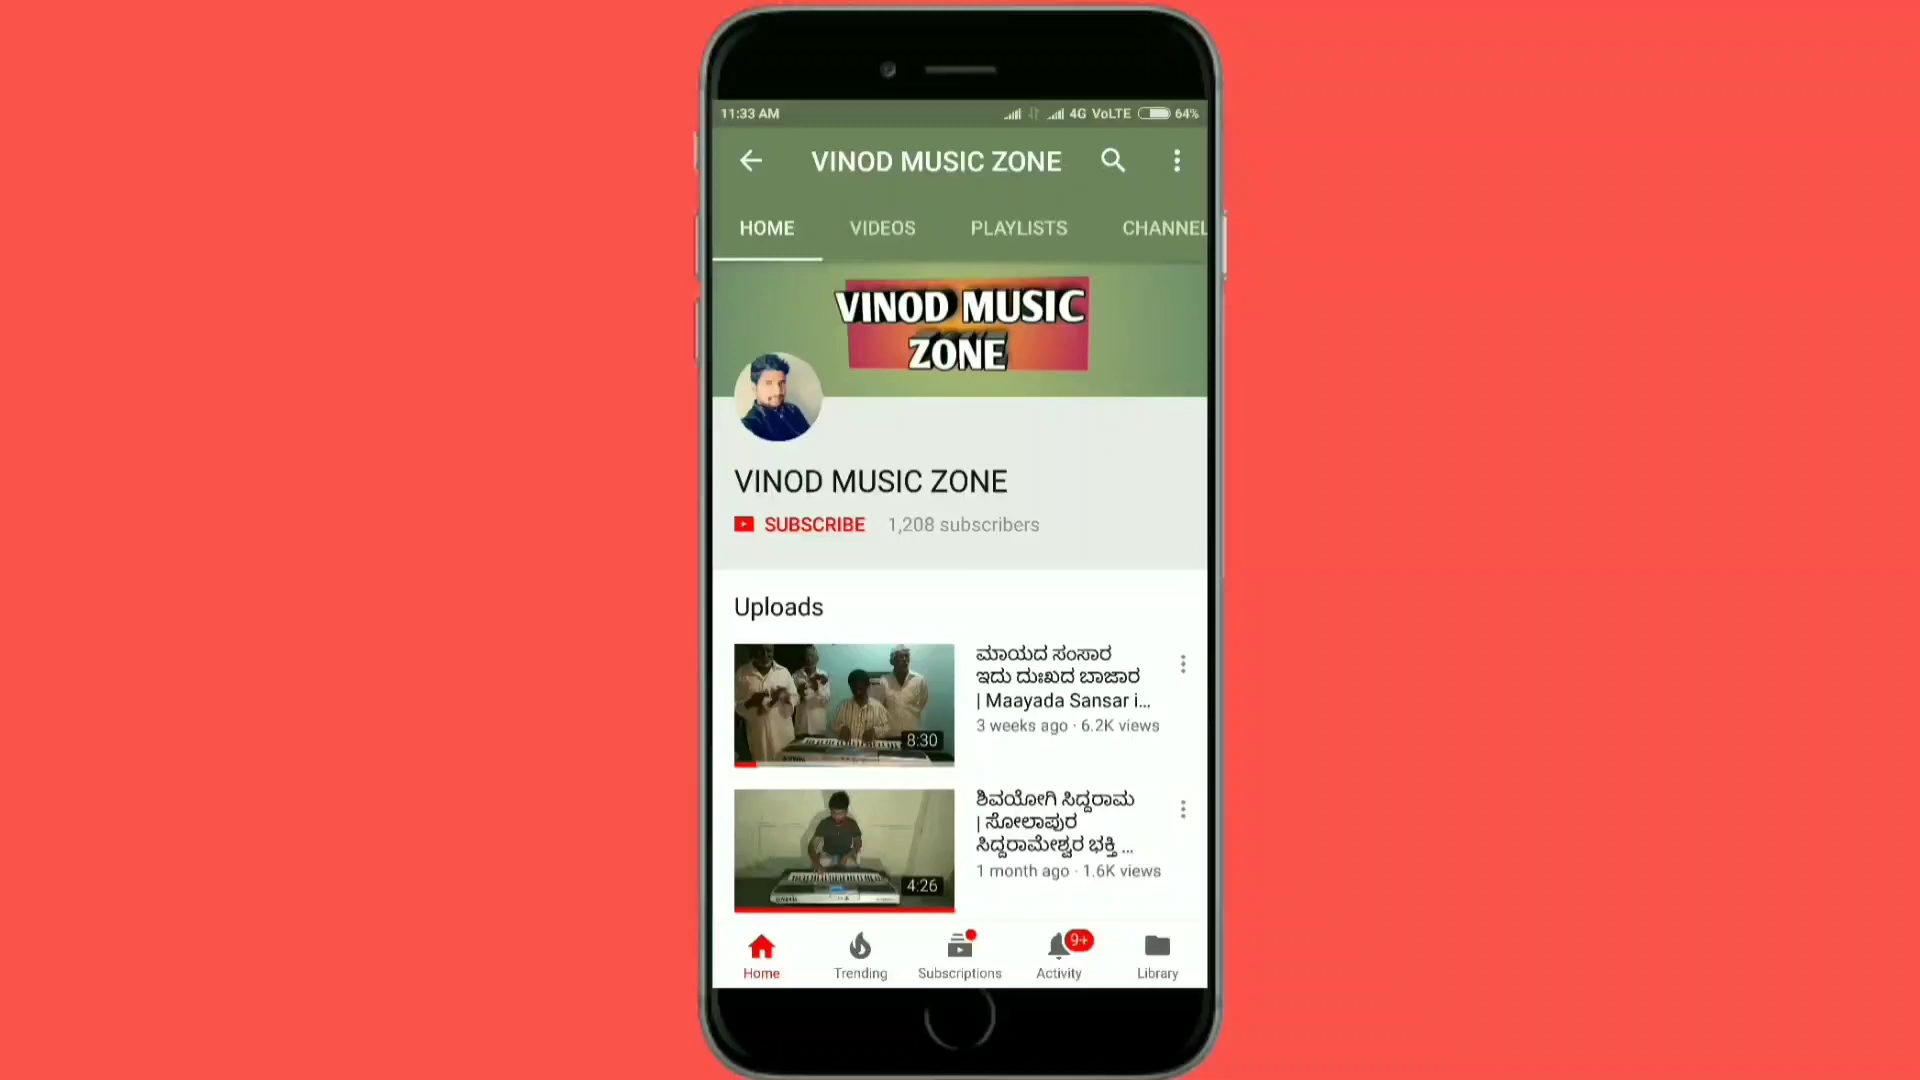 11:33 AM
4G VoLTE 64%
VINOD MUSIC ZONE
HOME VIDEOS PLAYLISTS CHANNEL
VINOD MUSIC
ZONE
VINOD MUSIC ZONE
SUBSCRIBE 1,208 subscribers
Uploads
ಮಾಯದ ಸಂಸಾರ
ಇದು ದುಃಖದ ಬಾಜಾರ
| Maayada Sansar i...
3 weeks ago · 6.2K views
8:30
ಶಿವಯೋಗಿ ಸಿದ್ದರಾಮ
| ಸೋಲಾಪುರ
ಸಿದ್ದರಾಮೇಶ್ವರ ಭಕ್ತಿ ...
1 month ago · 1.6K views
4:26
9+
Home Trending Subscriptions Activity Library